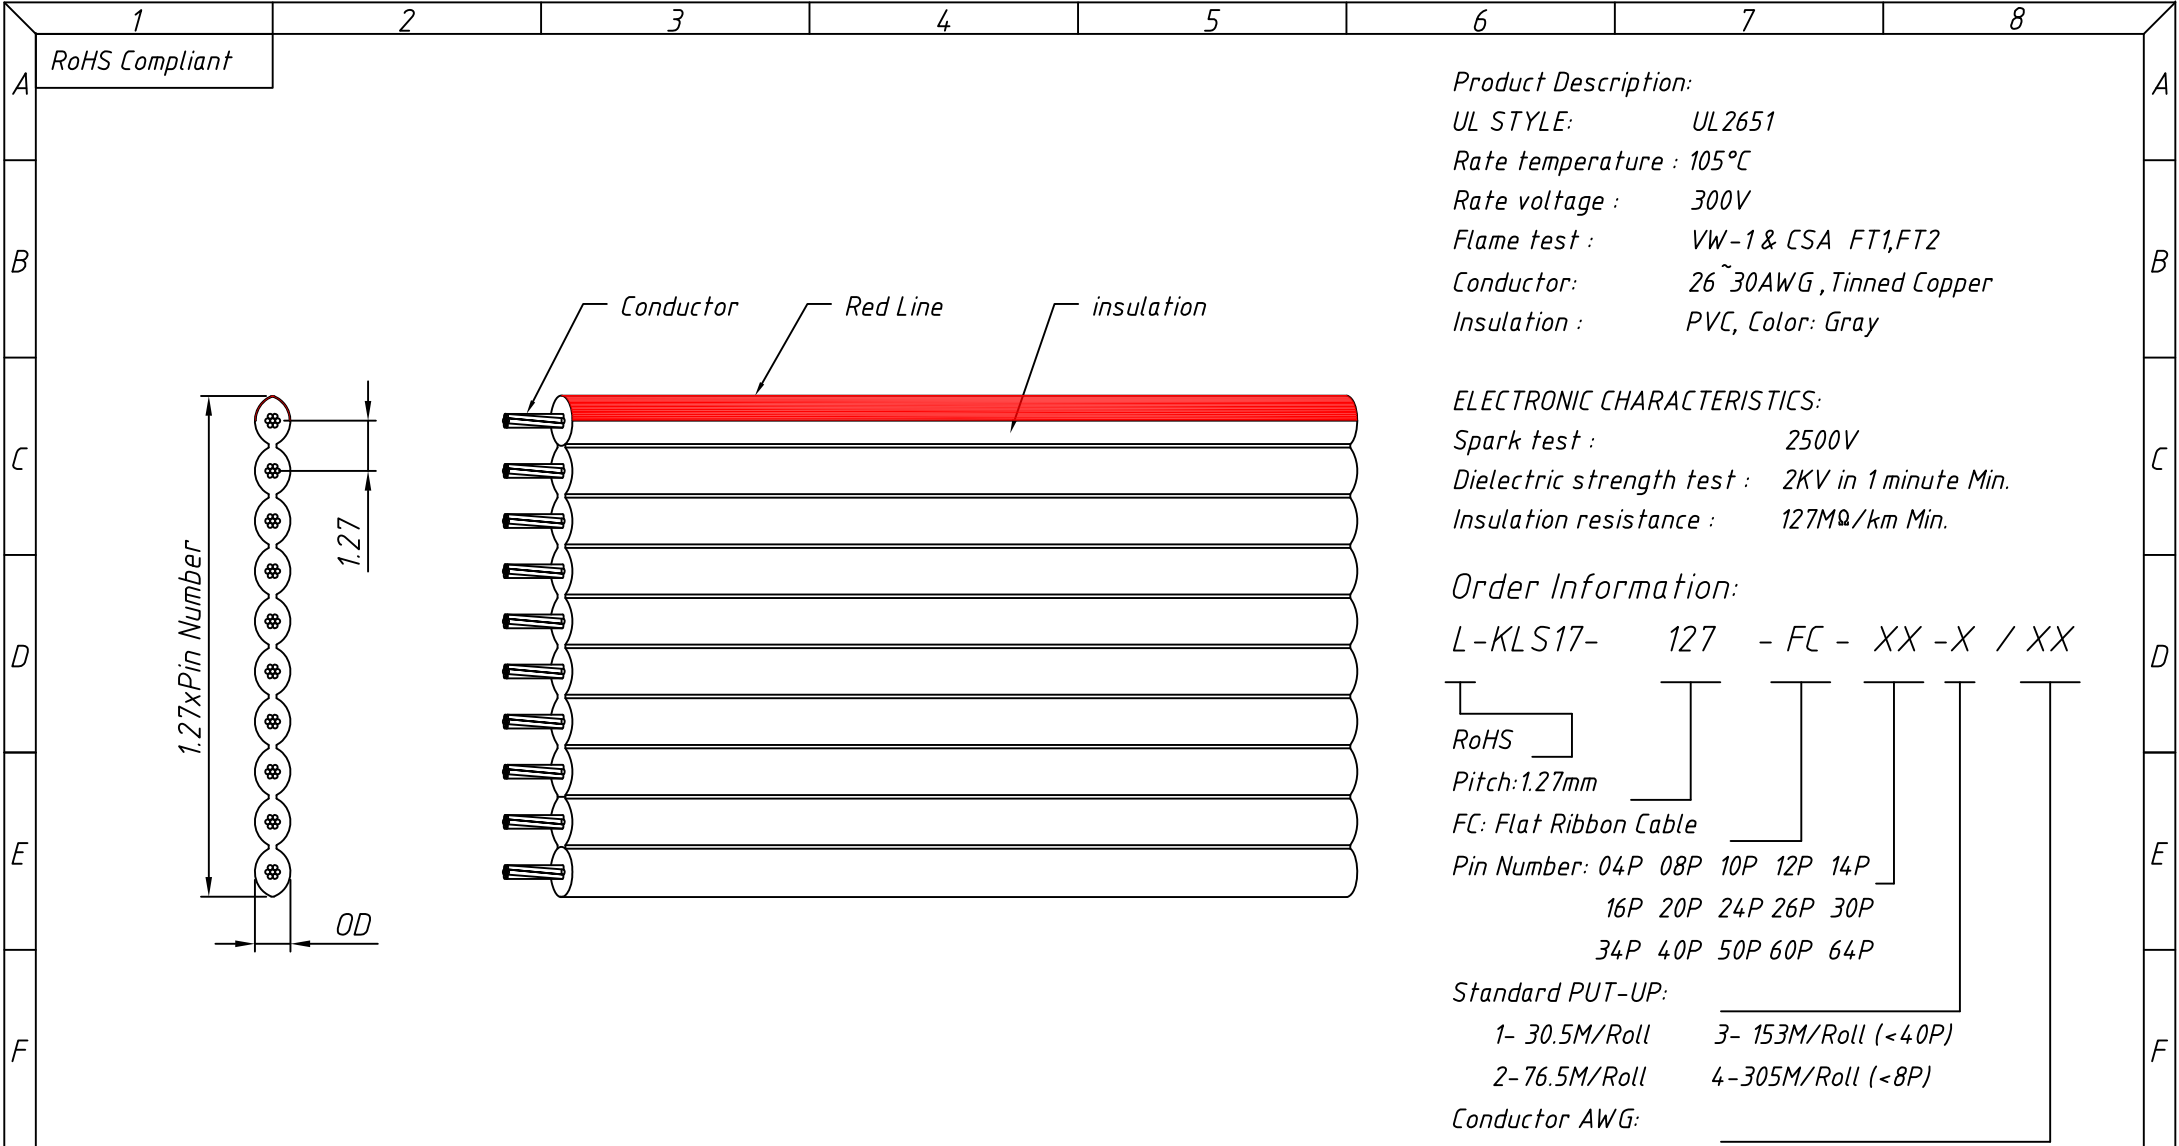 1 2 3 4 5 6 7 8
RoHS Compliant
A A
B B
C C
D D
E E
F F
Conductor
Red Line
insulation
1.27
1.27xPin Number
OD
Product Description:
UL STYLE: UL2651
Rate temperature : 105°C
Rate voltage : 300V
Flame test : VW-1 & CSA FT1,FT2
Conductor: 26~30AWG ,Tinned Copper
Insulation : PVC, Color: Gray
ELECTRONIC CHARACTERISTICS:
Spark test : 2500V
Dielectric strength test : 2KV in 1 minute Min.
Insulation resistance : 127MΩ/km Min.
Order Information:
L-KLS17- 127 - FC - XX -X / XX
RoHS
Pitch:1.27mm
FC: Flat Ribbon Cable
Pin Number: 04P 08P 10P 12P 14P
16P 20P 24P 26P 30P
34P 40P 50P 60P 64P
Standard PUT-UP:
1- 30.5M/Roll 3- 153M/Roll (<40P)
2-76.5M/Roll 4-305M/Roll (<8P)
Conductor AWG: